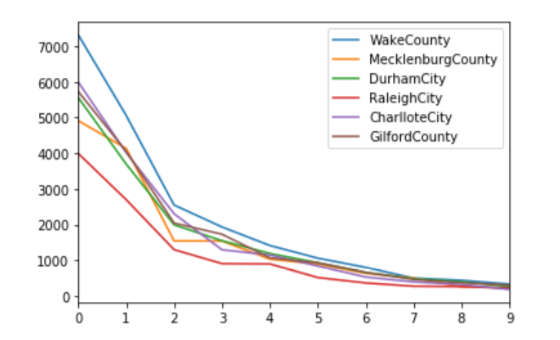 7000
6000
5000
4000
3000
2000
1000
0
WakeCounty
MecklenburgCounty
DurhamCity
RaleighCity
CharlloteCity
GilfordCounty
0 1 2 3 4 5 6 7 8 9